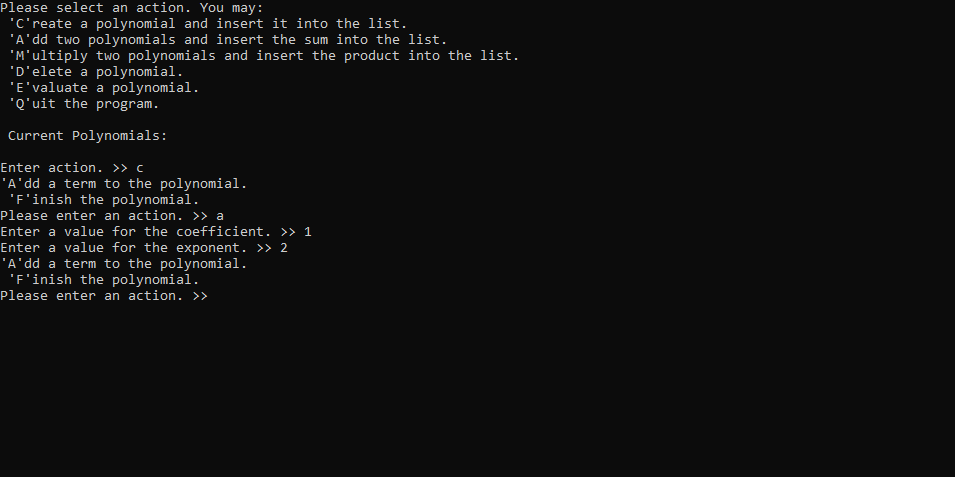 Please select an action. You may:
 'C'reate a polynomial and insert it into the list.
 'A'dd two polynomials and insert the sum into the list.
 'M'ultiply two polynomials and insert the product into the list.
 'D'elete a polynomial.
 'E'valuate a polynomial.
 'Q'uit the program.

 Current Polynomials:

Enter action. >> c
'A'dd a term to the polynomial.
 'F'inish the polynomial.
Please enter an action. >> a
Enter a value for the coefficient. >> 1
Enter a value for the exponent. >> 2
'A'dd a term to the polynomial.
 'F'inish the polynomial.
Please enter an action. >>